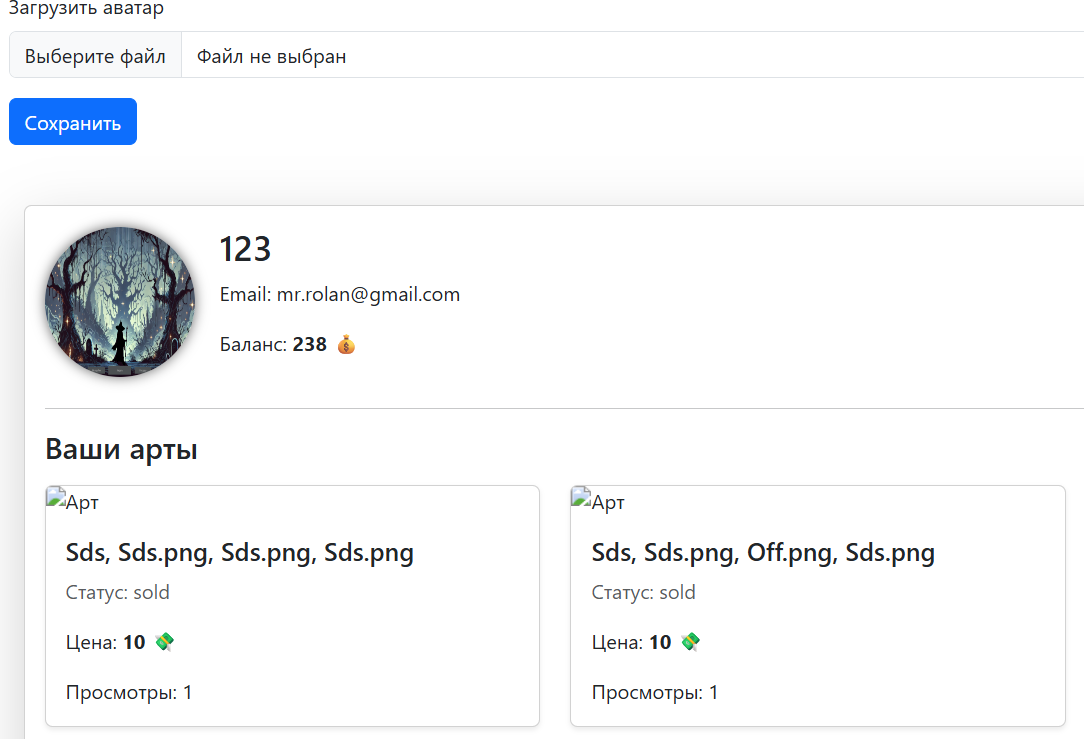 Загрузить аватар
Выберите файл Файл не выбран
Сохранить
123
Email: mr.rolan@gmail.com
Баланс: 238 💰
Ваши арты
Арт
Sds, Sds.png, Sds.png, Sds.png
Статус: sold
Цена: 10 💸
Просмотры: 1
Арт
Sds, Sds.png, Off.png, Sds.png
Статус: sold
Цена: 10 💸
Просмотры: 1